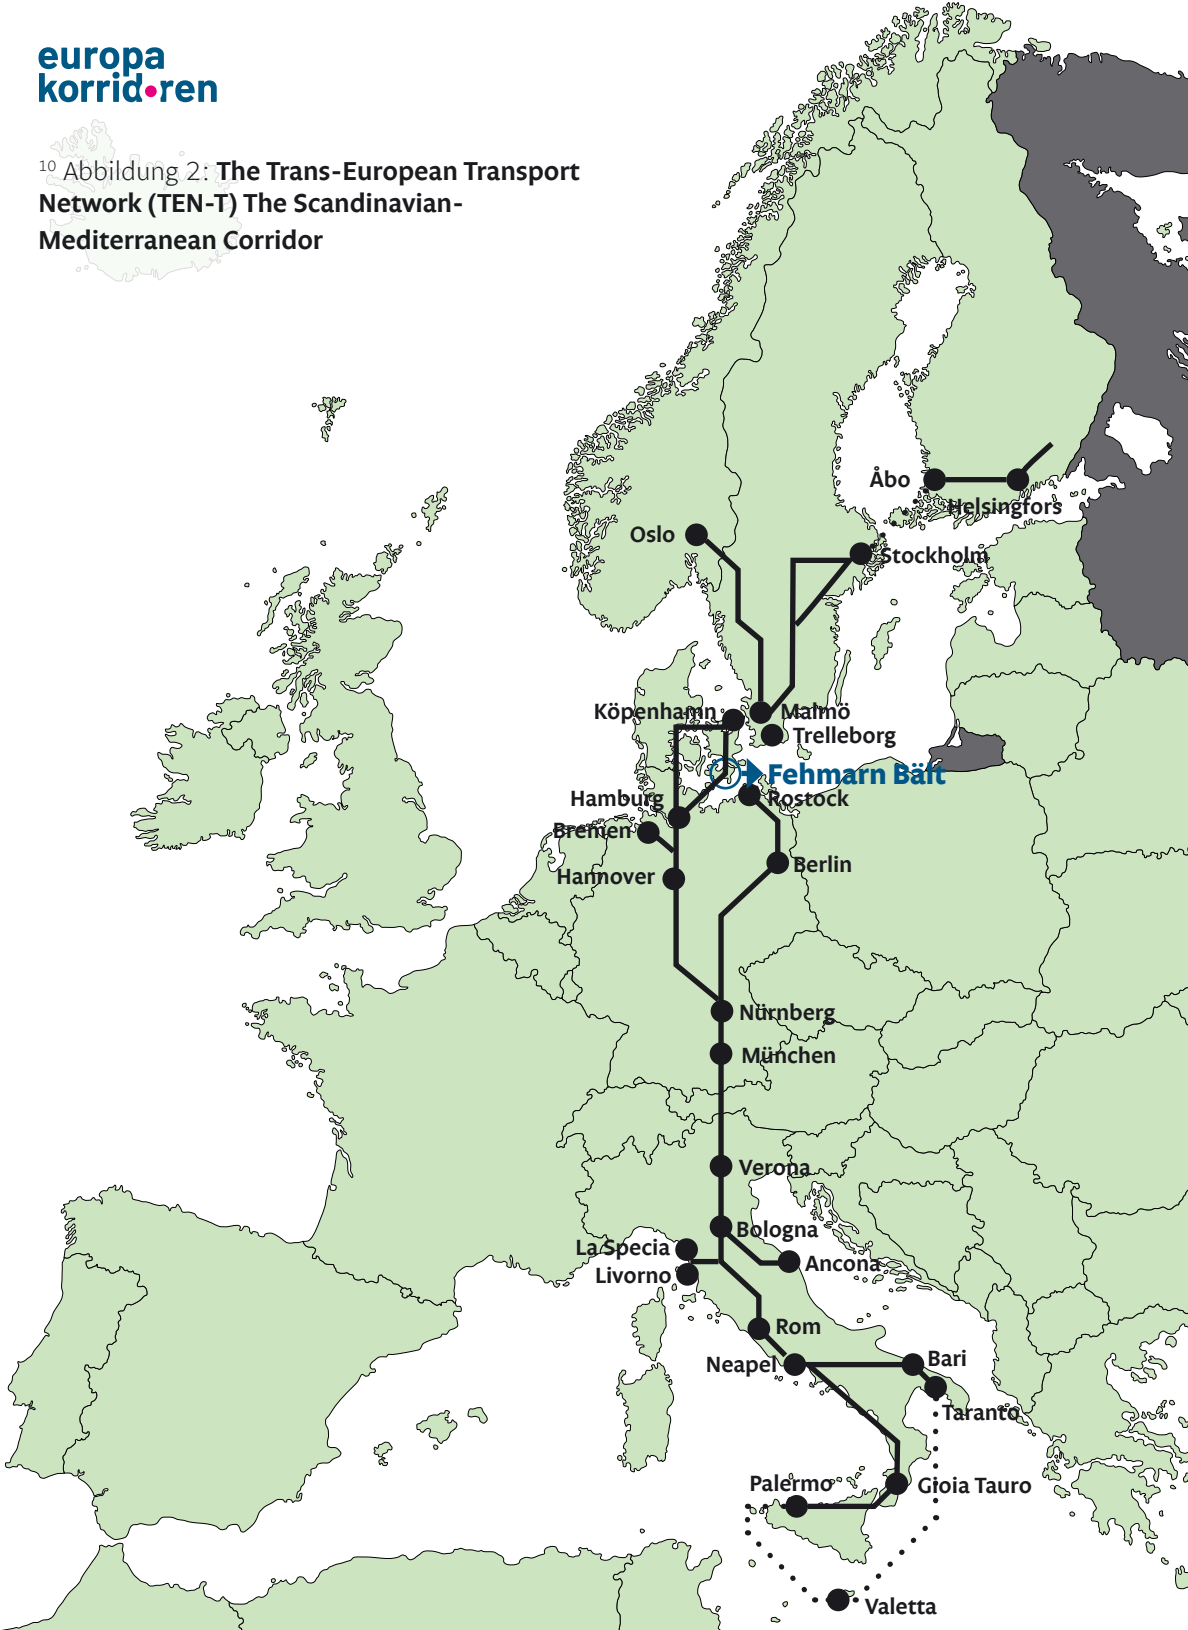 europa
korrid•ren
¹⁰ Abbildung 2: The Trans-European Transport
Network (TEN-T) The Scandinavian-
Mediterranean Corridor
Åbo
Helsingfors
Oslo
Stockholm
Köpenhamn
Malmö
Trelleborg
Fehmarn Bält
Hamburg
Rostock
Bremen
Berlin
Hannover
Nürnberg
München
Verona
Bologna
La Specia
Ancona
Livorno
Rom
Neapel
Bari
Taranto
Palermo
Gioia Tauro
Valetta